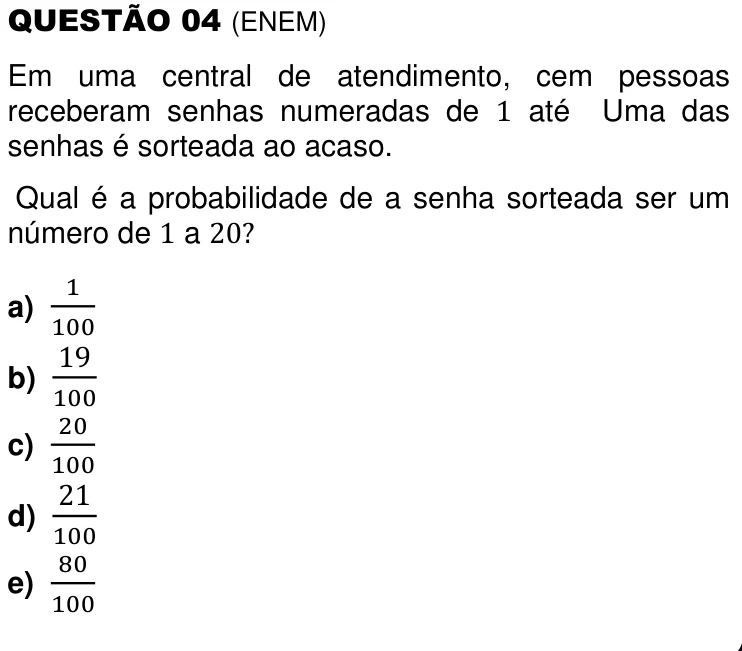 QUESTÃO 04 (ENEM)
Em uma central de atendimento, cem pessoas
receberam senhas numeradas de 1 até Uma das
senhas é sorteada ao acaso.
Qual é a probabilidade de a senha sorteada ser um
número de 1 a 20?
a) 1/100
b) 19/100
c) 20/100
d) 21/100
e) 80/100